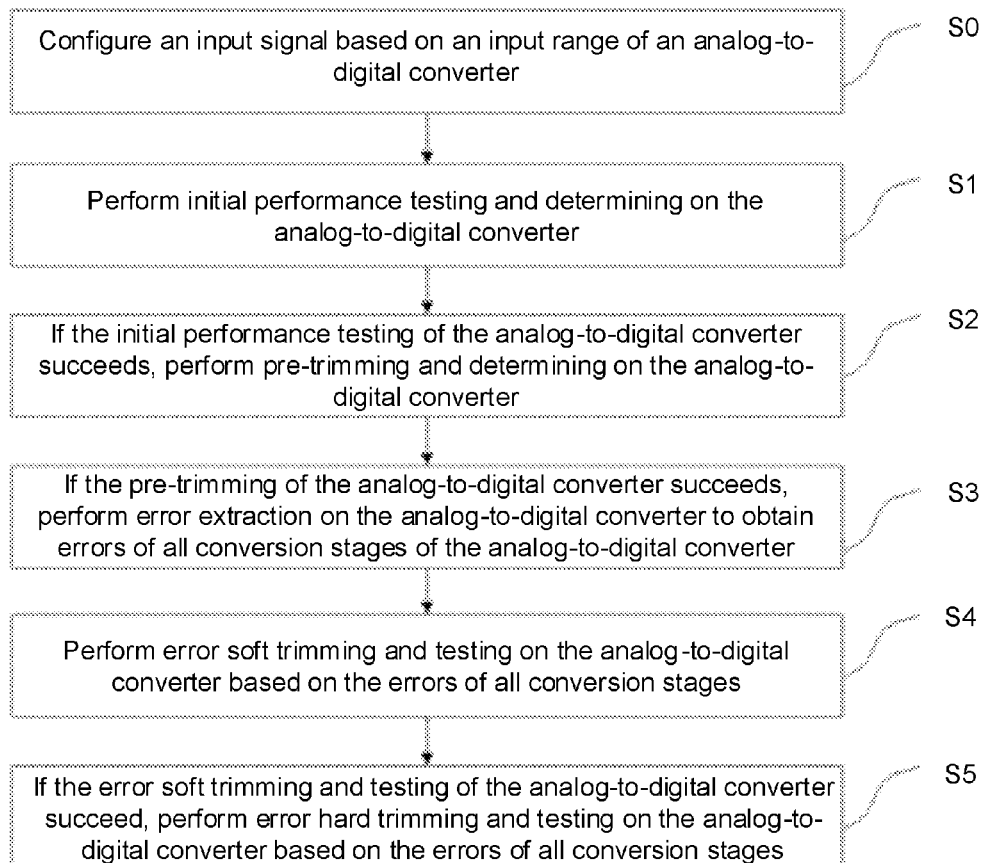 Configure an input signal based on an input range of an analog-to-
digital converter
S0
Perform initial performance testing and determining on the
analog-to-digital converter
S1
If the initial performance testing of the analog-to-digital converter
succeeds, perform pre-trimming and determining on the analog-to-
digital converter
S2
If the pre-trimming of the analog-to-digital converter succeeds,
perform error extraction on the analog-to-digital converter to obtain
errors of all conversion stages of the analog-to-digital converter
S3
Perform error soft trimming and testing on the analog-to-digital
converter based on the errors of all conversion stages
S4
If the error soft trimming and testing of the analog-to-digital converter
succeed, perform error hard trimming and testing on the analog-to-
digital converter based on the errors of all conversion stages
S5